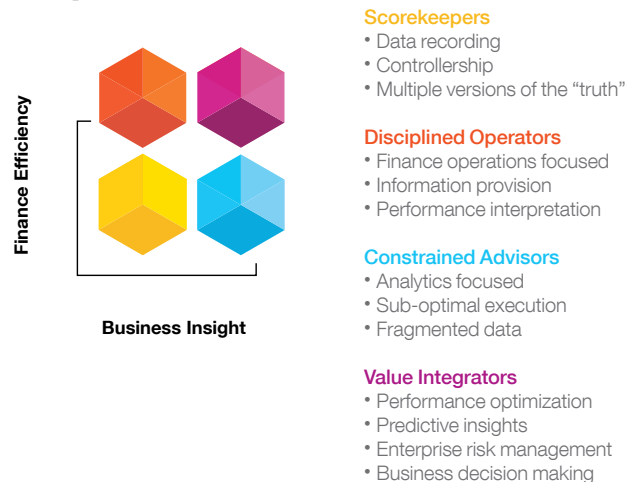 Finance Efficiency
Business Insight
Scorekeepers
• Data recording
• Controllership
• Multiple versions of the “truth”
Disciplined Operators
• Finance operations focused
• Information provision
• Performance interpretation
Constrained Advisors
• Analytics focused
• Sub-optimal execution
• Fragmented data
Value Integrators
• Performance optimization
• Predictive insights
• Enterprise risk management
• Business decision making